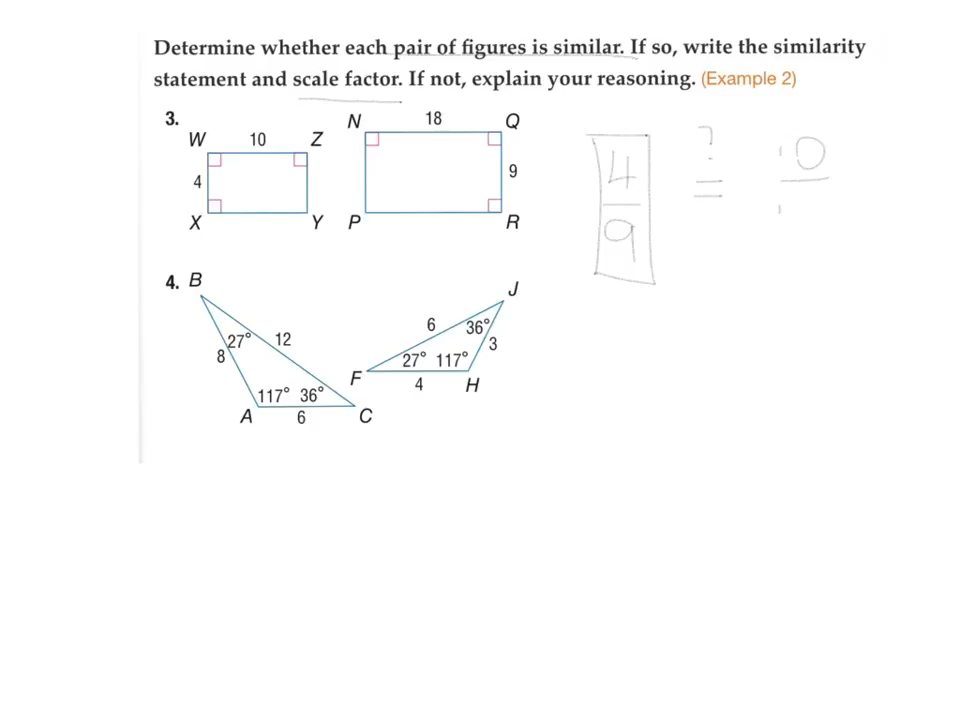 Determine whether each pair of figures is similar. If so, write the similarity
statement and scale factor. If not, explain your reasoning. (Example 2)
3.
W 10 Z
4
X Y
N 18 Q
9
P R
4/9 ? =
4. B
27° 12
8
117° 36°
A 6 C
J
6 36°
3
27° 117°
F 4 H